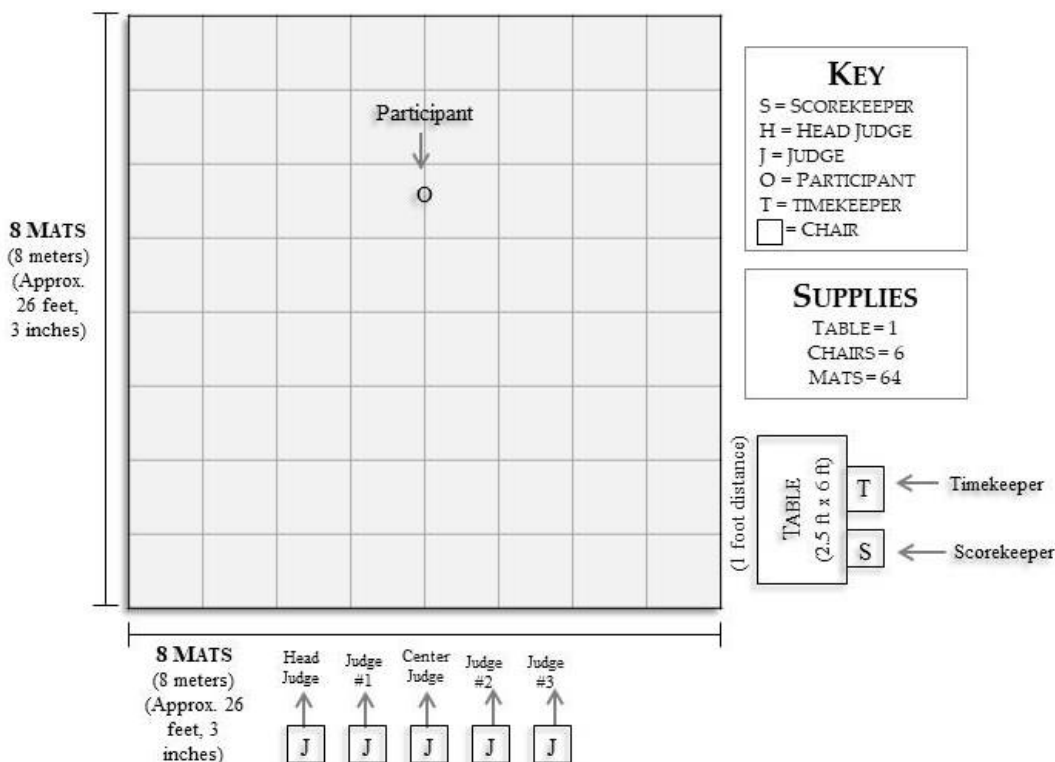 Participant
O
8 MATS
(8 meters)
(Approx.
26 feet,
3 inches)
KEY
S = SCOREKEEPER
H = HEAD JUDGE
J = JUDGE
O = PARTICIPANT
T = TIMEKEEPER
= CHAIR
SUPPLIES
TABLE = 1
CHAIRS = 6
MATS = 64
(1 foot distance)
TABLE
(2.5 ft x 6 ft)
T
Timekeeper
S
Scorekeeper
8 MATS
(8 meters)
(Approx. 26
feet, 3
inches)
Head
Judge
Judge
#1
Center
Judge
Judge
#2
Judge
#3
J
J
J
J
J